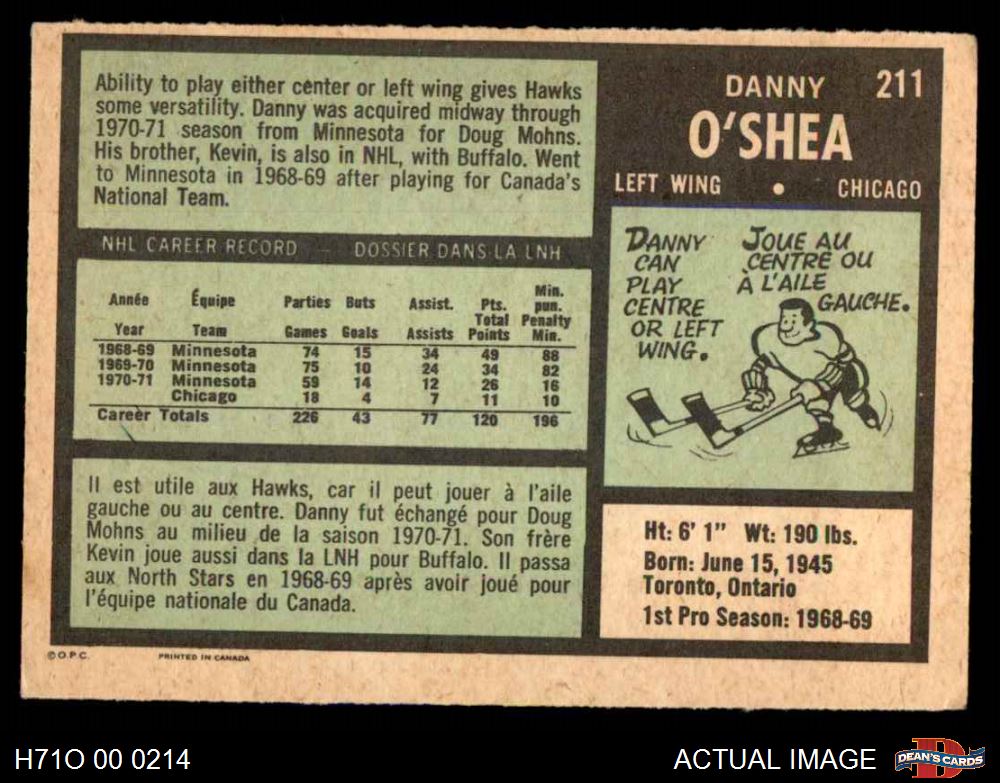 Ability to play either center or left wing gives Hawks
some versatility. Danny was acquired midway through
1970-71 season from Minnesota for Doug Mohns.
His brother, Kevin, is also in NHL, with Buffalo. Went
to Minnesota in 1968-69 after playing for Canada's
National Team.
DANNY 211
O'SHEA
LEFT WING • CHICAGO
NHL CAREER RECORD — DOSSIER DANS LA LNH
Année Équipe Parties Buts Assist. Pts. Total Min. pun.
Year Team Games Goals Assists Points Penalty Min.
1968-69 Minnesota 74 15 34 49 88
1969-70 Minnesota 75 10 24 34 82
1970-71 Minnesota 59 14 12 26 16
Chicago 18 4 7 11 10
Career Totals 226 43 77 120 196
DANNY
CAN
PLAY
CENTRE
OR LEFT
WING.
JOUE AU
CENTRE OU
À L'AILE
GAUCHE.
Il est utile aux Hawks, car il peut jouer à l'aile
gauche ou au centre. Danny fut échangé pour Doug
Mohns au milieu de la saison 1970-71. Son frère
Kevin joue aussi dans la LNH pour Buffalo. Il passa
aux North Stars en 1968-69 après avoir joué pour
l'équipe nationale du Canada.
Ht: 6' 1" Wt: 190 lbs.
Born: June 15, 1945
Toronto, Ontario
1st Pro Season: 1968-69
© O.P.C. PRINTED IN CANADA
H71O 00 0214 ACTUAL IMAGE DEAN'S CARDS